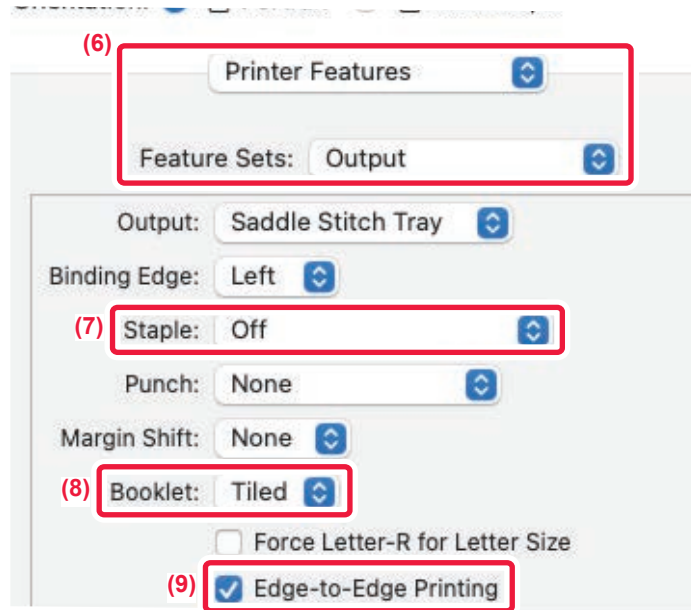 (6)
Printer Features
Feature Sets: Output
Output: Saddle Stitch Tray
Binding Edge: Left
(7) Staple: Off
Punch: None
Margin Shift: None
(8) Booklet: Tiled
Force Letter-R for Letter Size
(9) Edge-to-Edge Printing